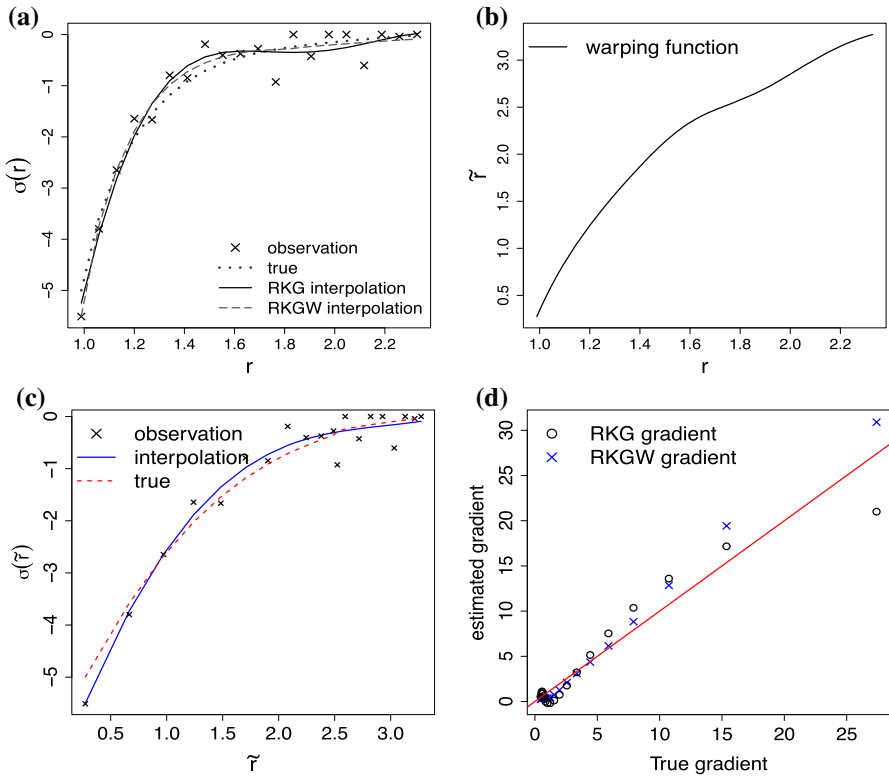 (a)
0
-1
-2
-3
-4
-5
σ(r)
observation
true
RKG interpolation
RKGW interpolation
1.0 1.2 1.4 1.6 1.8 2.0 2.2
r
(b)
3.0
2.5
2.0
1.5
1.0
0.5
r̃
warping function
1.0 1.2 1.4 1.6 1.8 2.0 2.2
r
(c)
0
-1
-2
-3
-4
-5
σ(r̃)
observation
interpolation
true
0.5 1.0 1.5 2.0 2.5 3.0
r̃
(d)
30
25
20
15
10
5
0
estimated gradient
RKG gradient
RKGW gradient
0 5 10 15 20 25
True gradient